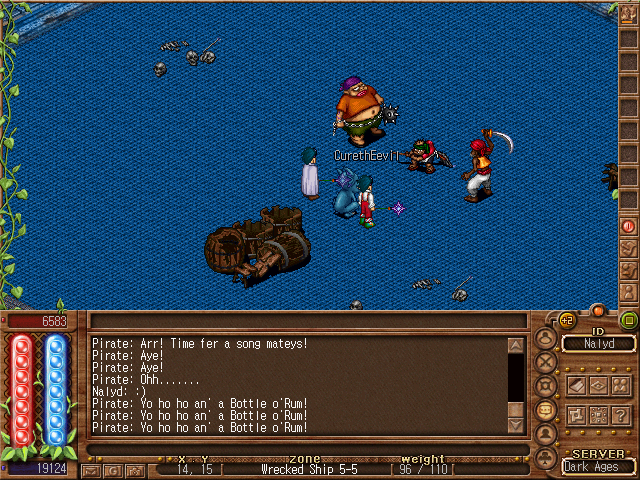 CurethEevil
6583
Pirate: Arr! Time fer a song mateys!
Pirate: Aye!
Pirate: Aye!
Pirate: Ohh.......
Nalyd: :)
Pirate: Yo ho ho an' a Bottle o'Rum!
Pirate: Yo ho ho an' a Bottle o'Rum!
Pirate: Yo ho ho an' a Bottle o'Rum!
+2
ID
Nalyd
?
19124
G
x Y zone weight
14, 15 [ Wrecked Ship 5-5 [ 96 / 110 ]
SERVER
Dark Ages